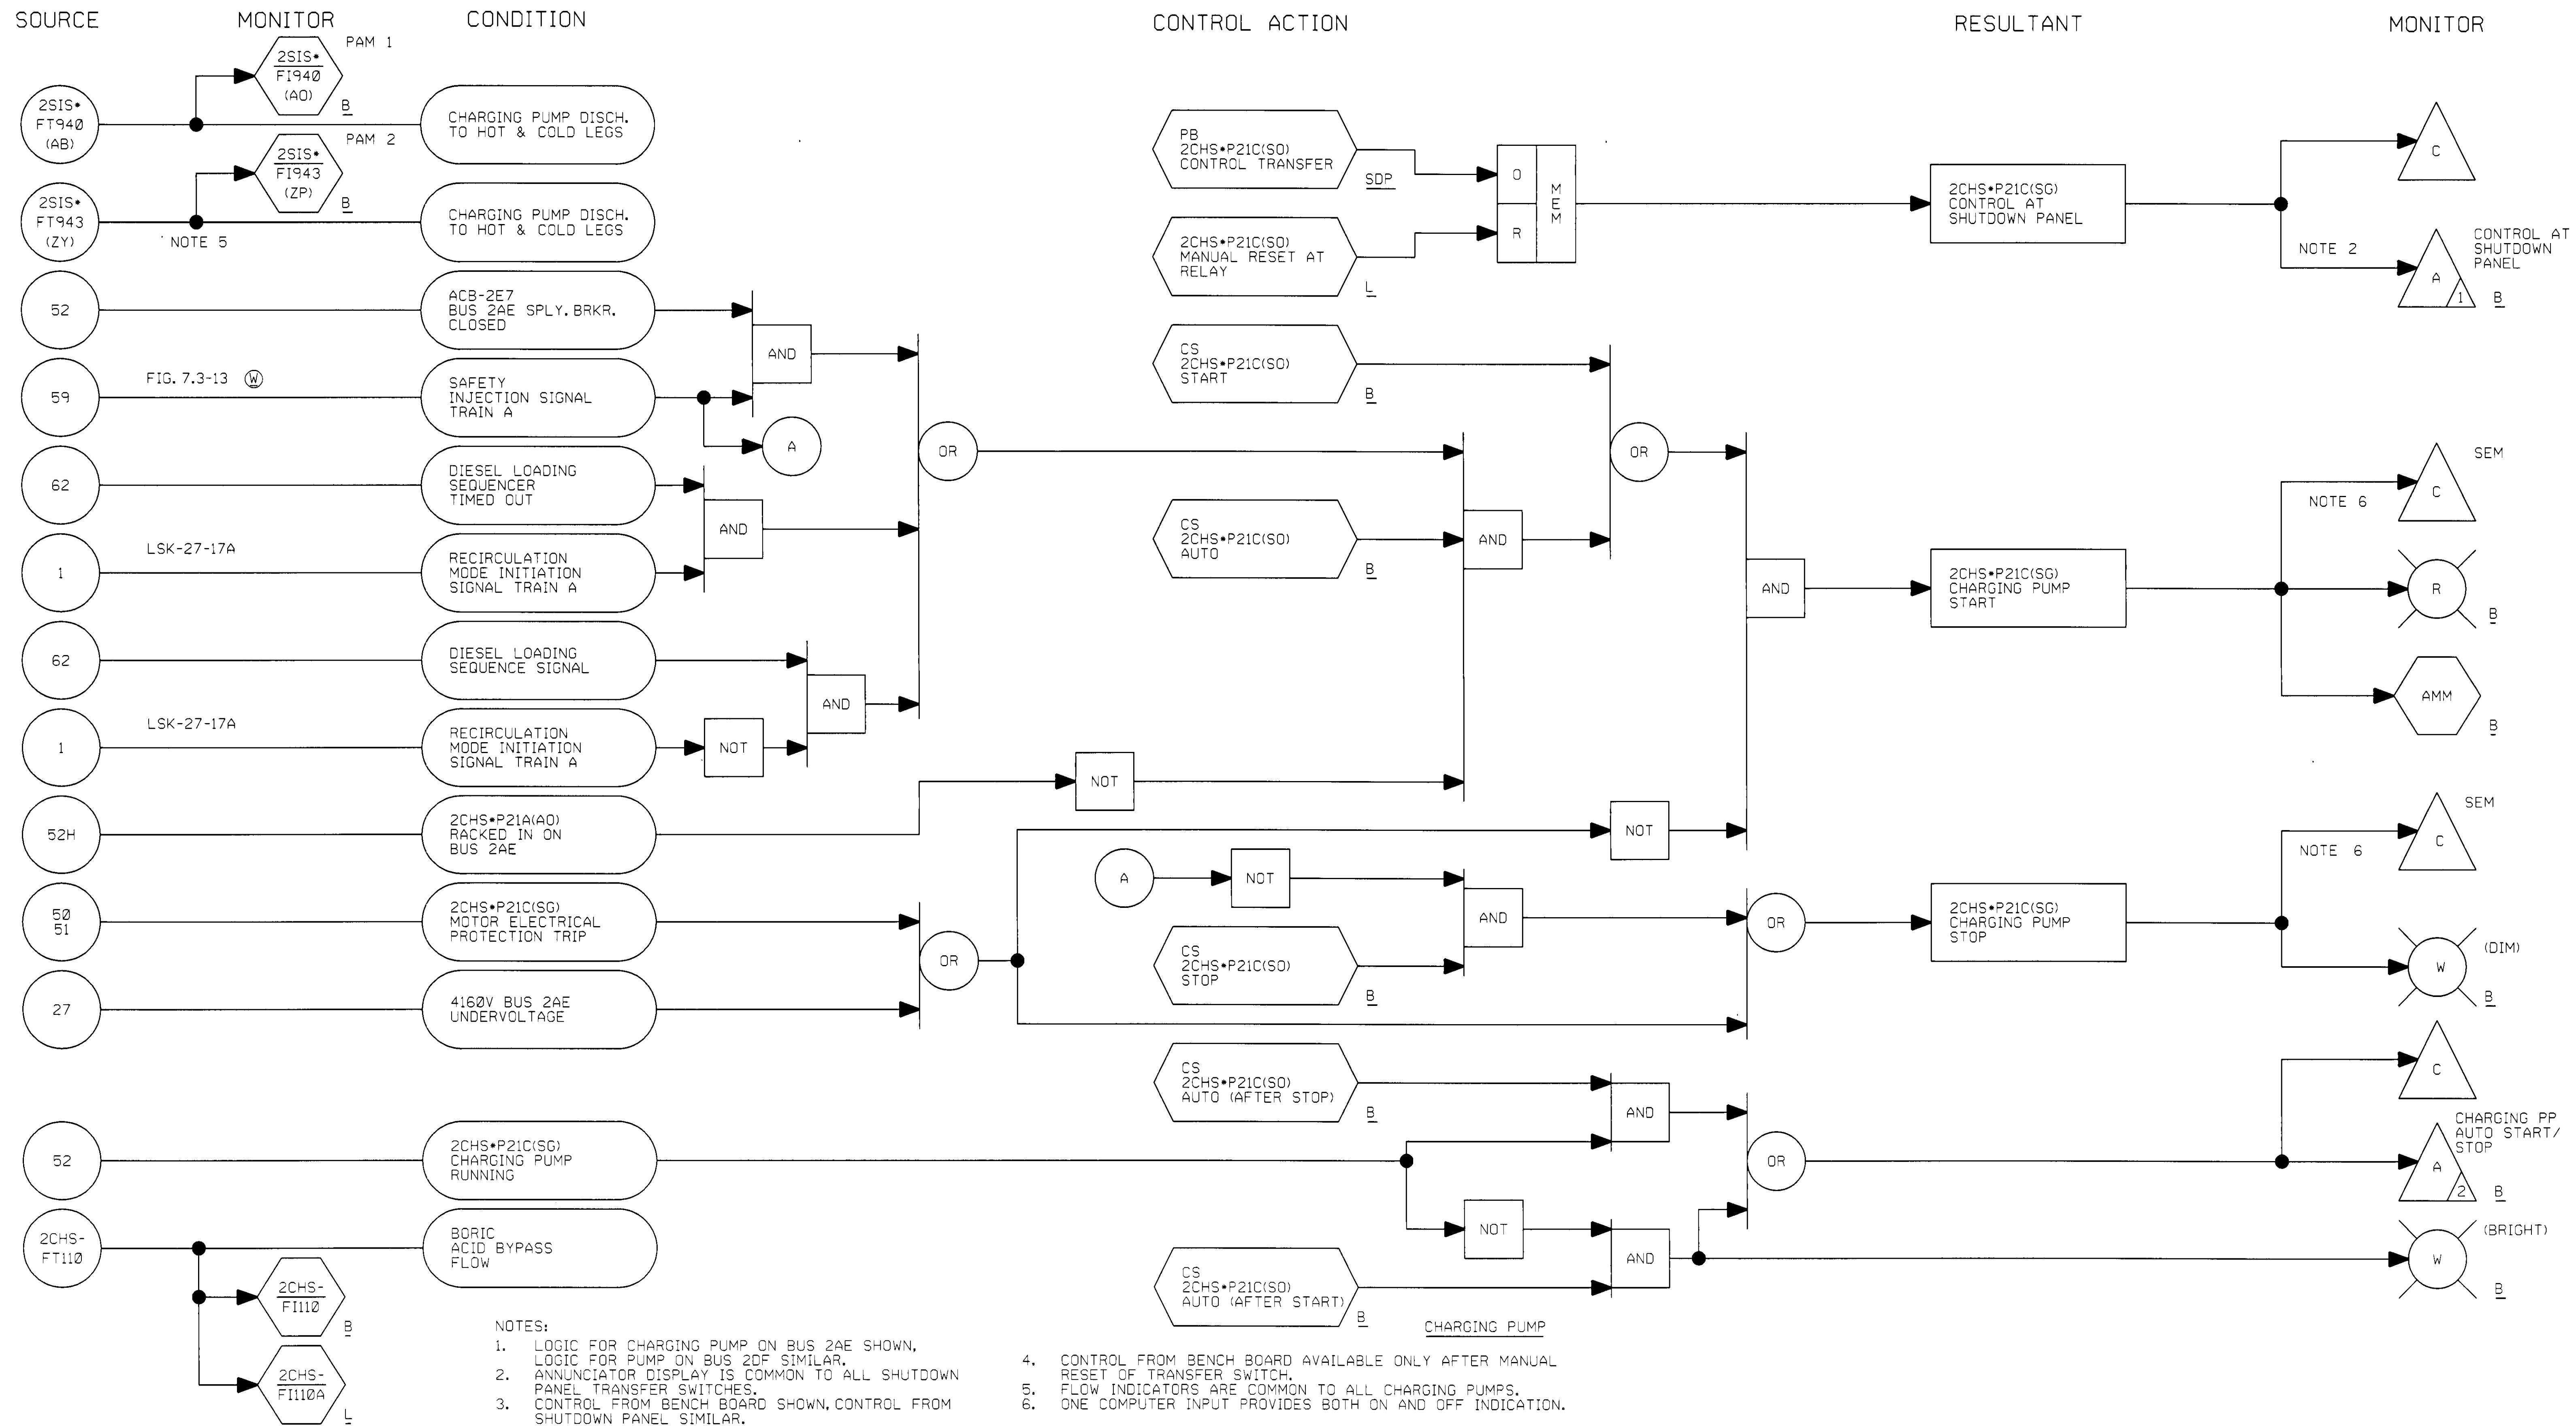 SOURCE
MONITOR
CONDITION
CONTROL ACTION
RESULTANT
MONITOR
2SIS*
FI940
(AO)
PAM 1
B
2SIS*
FT940
(AB)
CHARGING PUMP DISCH.
TO HOT & COLD LEGS
2SIS*
FI943
(ZP)
PAM 2
B
2SIS*
FT943
(ZY)
NOTE 5
CHARGING PUMP DISCH.
TO HOT & COLD LEGS
PB
2CHS*P21C(SO)
CONTROL TRANSFER
SDP
2CHS*P21C(SO)
MANUAL RESET AT
RELAY
L
O
R
MEM
2CHS*P21C(SG)
CONTROL AT
SHUTDOWN PANEL
C
NOTE 2
A
1
CONTROL AT
SHUTDOWN
PANEL
B
52
ACB-2E7
BUS 2AE SPLY. BRKR.
CLOSED
AND
59
FIG. 7.3-13 W
SAFETY
INJECTION SIGNAL
TRAIN A
A
62
DIESEL LOADING
SEQUENCER
TIMED OUT
AND
1
LSK-27-17A
RECIRCULATION
MODE INITIATION
SIGNAL TRAIN A
OR
62
DIESEL LOADING
SEQUENCE SIGNAL
AND
1
LSK-27-17A
RECIRCULATION
MODE INITIATION
SIGNAL TRAIN A
NOT
CS
2CHS*P21C(SO)
START
B
CS
2CHS*P21C(SO)
AUTO
B
AND
OR
AND
2CHS*P21C(SG)
CHARGING PUMP
START
NOTE 6
C
SEM
R
B
AMM
B
52H
2CHS*P21A(AO)
RACKED IN ON
BUS 2AE
NOT
NOT
50
51
2CHS*P21C(SG)
MOTOR ELECTRICAL
PROTECTION TRIP
27
4160V BUS 2AE
UNDERVOLTAGE
OR
A
NOT
CS
2CHS*P21C(SO)
STOP
B
AND
OR
2CHS*P21C(SG)
CHARGING PUMP
STOP
NOTE 6
C
SEM
W
(DIM)
B
CS
2CHS*P21C(SO)
AUTO (AFTER STOP)
B
AND
52
2CHS*P21C(SG)
CHARGING PUMP
RUNNING
OR
C
CHARGING PP
AUTO START/
STOP
A
2
B
2CHS-
FT110
BORIC
ACID BYPASS
FLOW
NOT
AND
CS
2CHS*P21C(SO)
AUTO (AFTER START)
B
W
(BRIGHT)
B
2CHS-
FI110
B
2CHS-
FI110A
L
CHARGING PUMP
NOTES:
1. LOGIC FOR CHARGING PUMP ON BUS 2AE SHOWN,
LOGIC FOR PUMP ON BUS 2DF SIMILAR.
2. ANNUNCIATOR DISPLAY IS COMMON TO ALL SHUTDOWN
PANEL TRANSFER SWITCHES.
3. CONTROL FROM BENCH BOARD SHOWN, CONTROL FROM
SHUTDOWN PANEL SIMILAR.
4. CONTROL FROM BENCH BOARD AVAILABLE ONLY AFTER MANUAL
RESET OF TRANSFER SWITCH.
5. FLOW INDICATORS ARE COMMON TO ALL CHARGING PUMPS.
6. ONE COMPUTER INPUT PROVIDES BOTH ON AND OFF INDICATION.